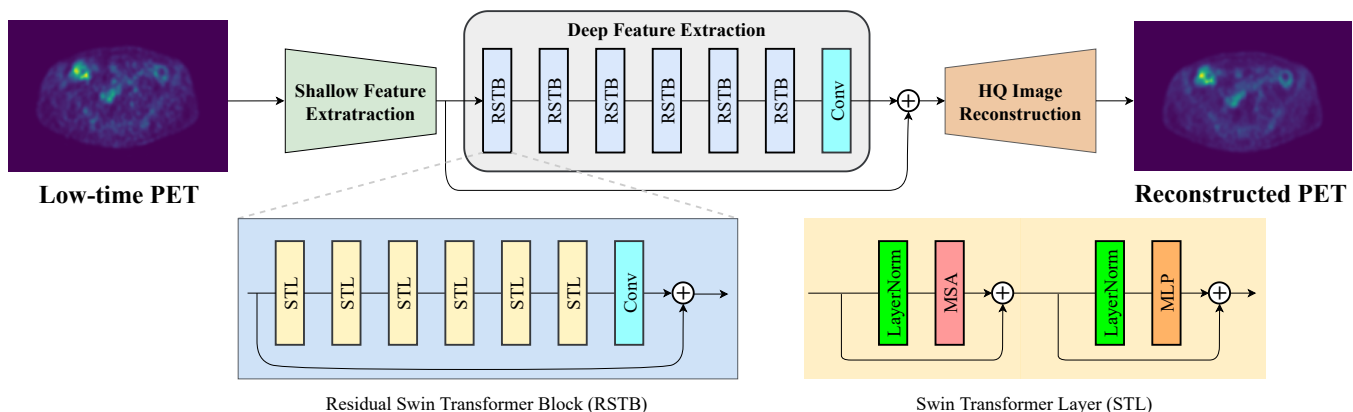 Deep Feature Extraction
Shallow Feature
Extratraction
RSTB
RSTB
RSTB
RSTB
RSTB
RSTB
Conv
HQ Image
Reconstruction
Low-time PET
Reconstructed PET
STL
STL
STL
STL
STL
STL
Conv
LayerNorm
MSA
LayerNorm
MLP
Residual Swin Transformer Block (RSTB)
Swin Transformer Layer (STL)